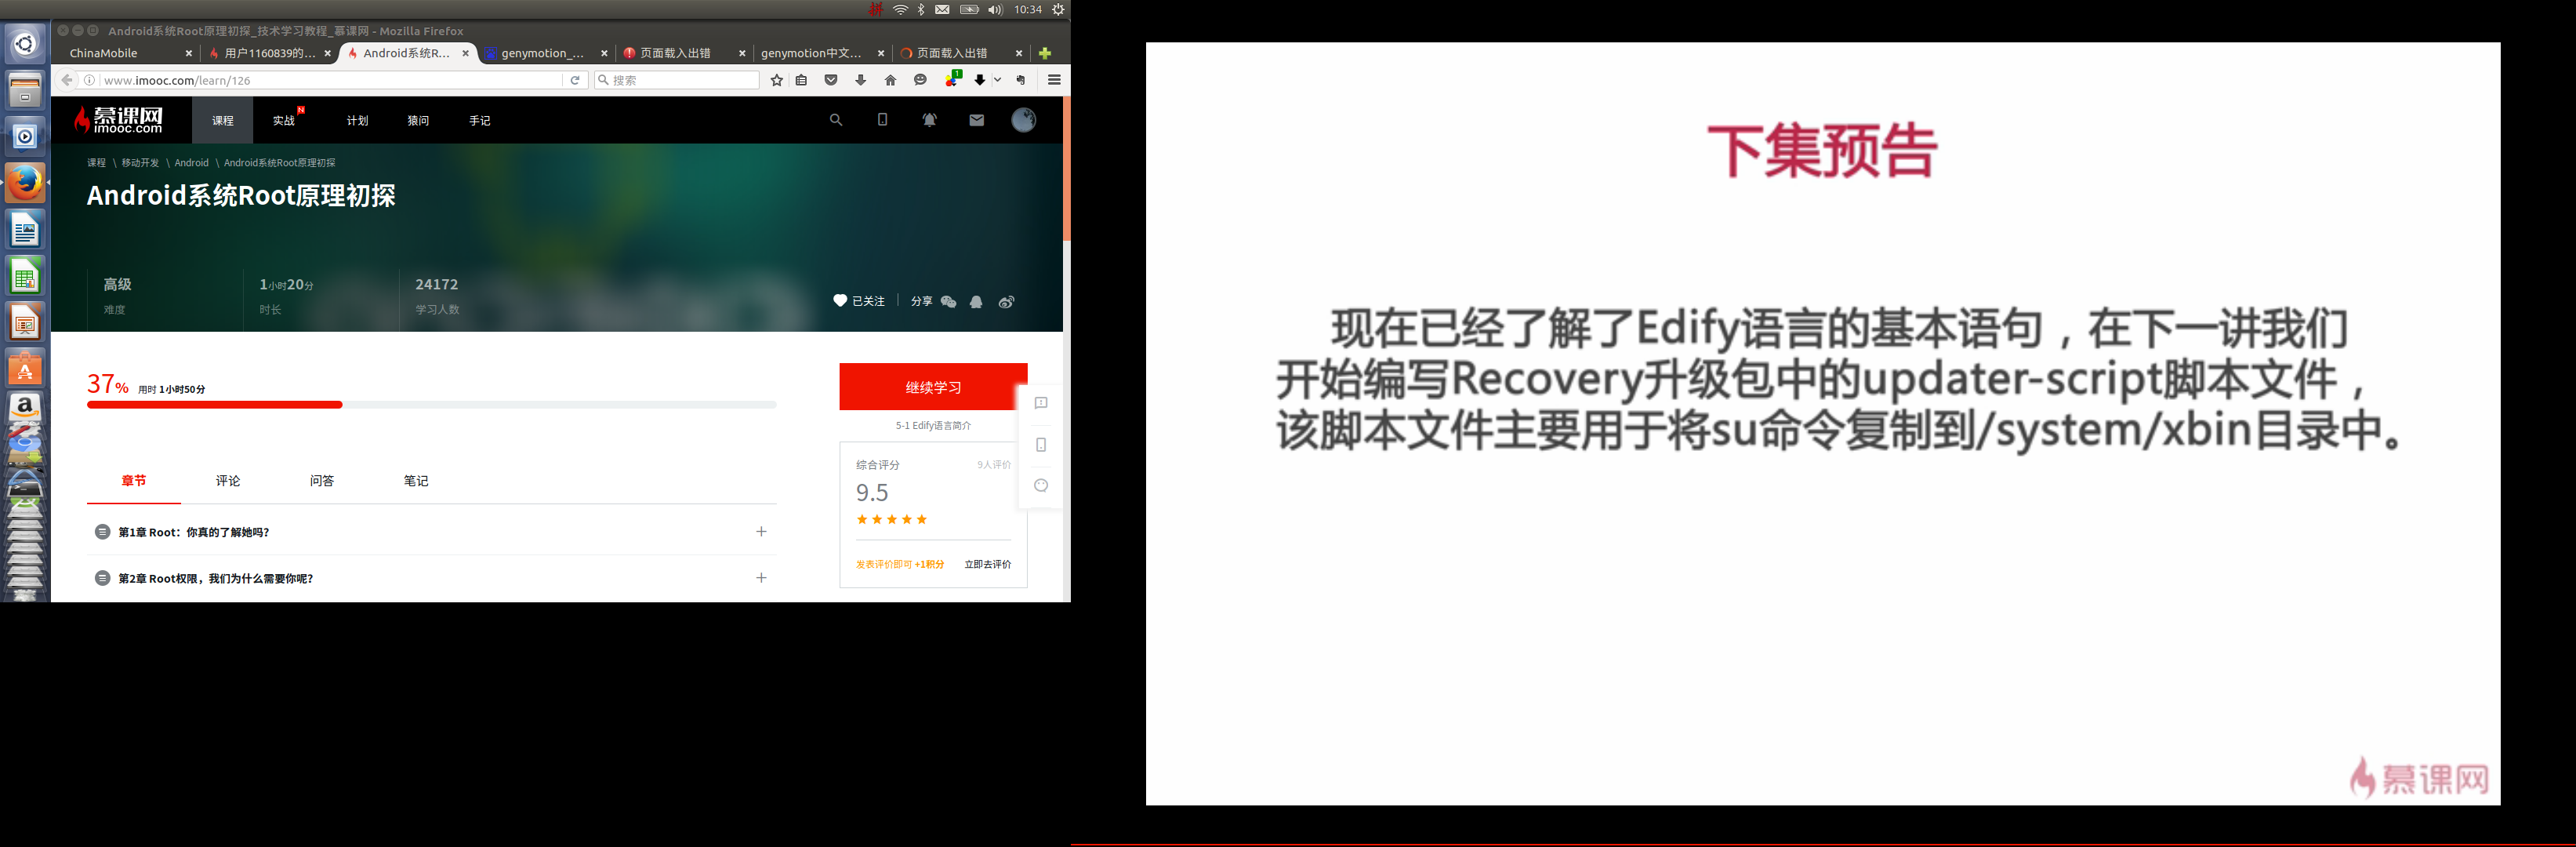 10:34
Android系统Root原理初探_技术学习教程_慕课网 - Mozilla Firefox
ChinaMobile
用户1160839的...
Android系统R...
genymotion_...
页面载入出错
genymotion中文...
页面载入出错
www.imooc.com/learn/126
搜索
1
慕课网
imooc.com
课程
实战
N
计划
猿问
手记
课程 \ 移动开发 \ Android \ Android系统Root原理初探
Android系统Root原理初探
高级
难度
1小时20分
时长
24172
学习人数
已关注
分享
37% 用时 1小时50分
继续学习
5-1 Edify语言简介
综合评分
9人评价
9.5
发表评价即可 +1积分
立即去评价
章节
评论
问答
笔记
第1章 Root：你真的了解她吗?
第2章 Root权限，我们为什么需要你呢?
下集预告
现在已经了解了Edify语言的基本语句，在下一讲我们
开始编写Recovery升级包中的updater-script脚本文件，
该脚本文件主要用于将su命令复制到/system/xbin目录中。
慕课网